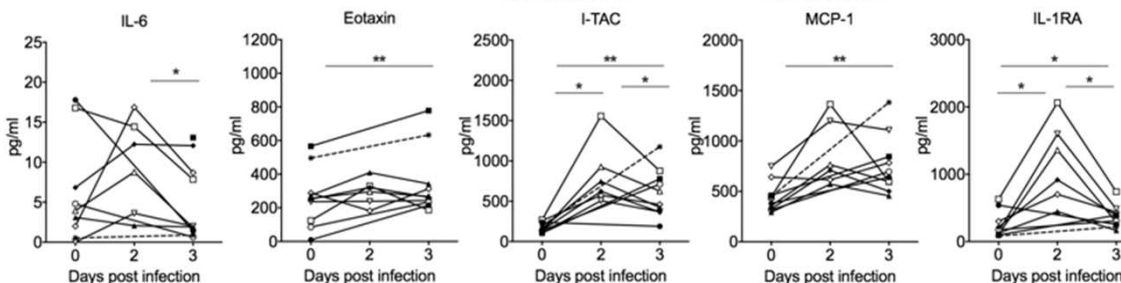 IL-6
25
20
15
10
5
0
pg/ml
*
0 2 3
Days post infection
Eotaxin
1200
1000
800
600
400
200
0
pg/ml
**
0 2 3
Days post infection
I-TAC
2500
2000
1500
1000
500
0
pg/ml
**
* *
0 2 3
Days post infection
MCP-1
2000
1500
1000
500
0
pg/ml
**
0 2 3
Days post infection
IL-1RA
3000
2000
1000
0
pg/ml
*
* *
0 2 3
Days post infection